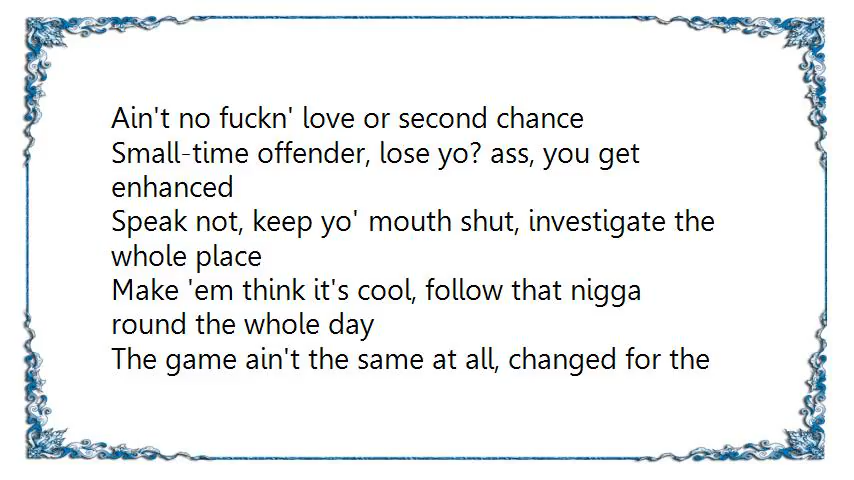 Ain't no fuckn' love or second chance
Small-time offender, lose yo? ass, you get
enhanced
Speak not, keep yo' mouth shut, investigate the
whole place
Make 'em think it's cool, follow that nigga
round the whole day
The game ain't the same at all, changed for the